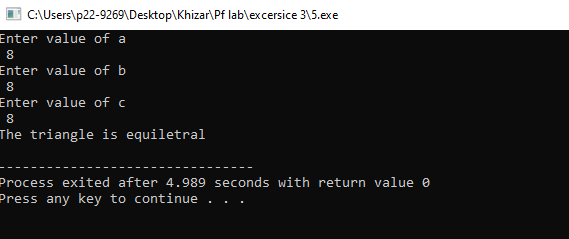 C:\Users\p22-9269\Desktop\Khizar\Pf lab\excersice 3\5.exe
Enter value of a
8
Enter value of b
8
Enter value of c
8
The triangle is equiletral
--------------------------------
Process exited after 4.989 seconds with return value 0
Press any key to continue . . .